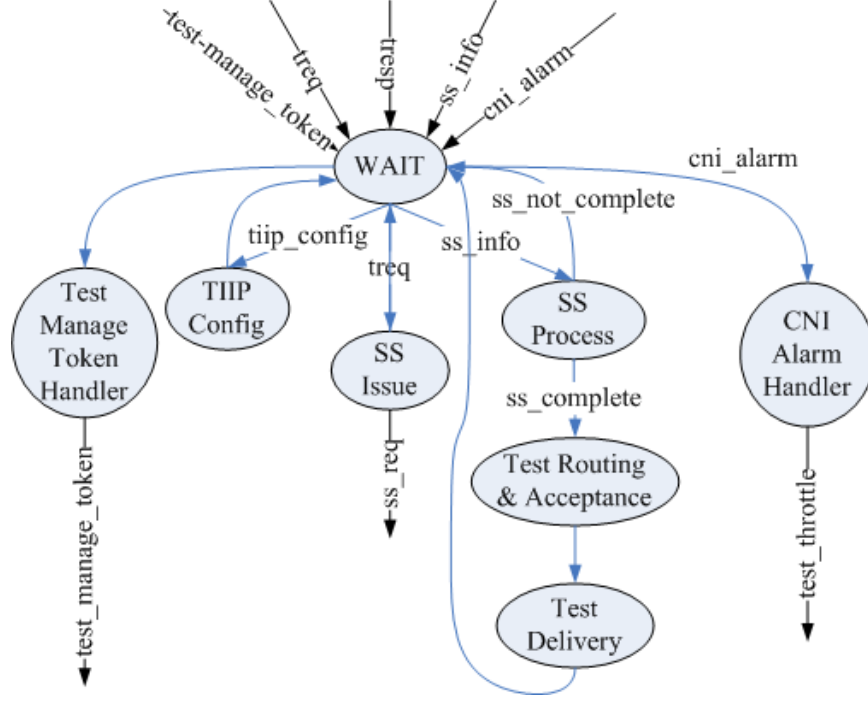 test-manage_token
treq
tresp
ss_info
cni_alarm
WAIT
cni_alarm
ss_not_complete
tiip_config
ss_info
treq
Test
Manage
Token
Handler
TIIP
Config
SS
Issue
SS
Process
CNI
Alarm
Handler
ss_complete
Test Routing
& Acceptance
ss_req
test_manage_token
test_throttle
Test
Delivery